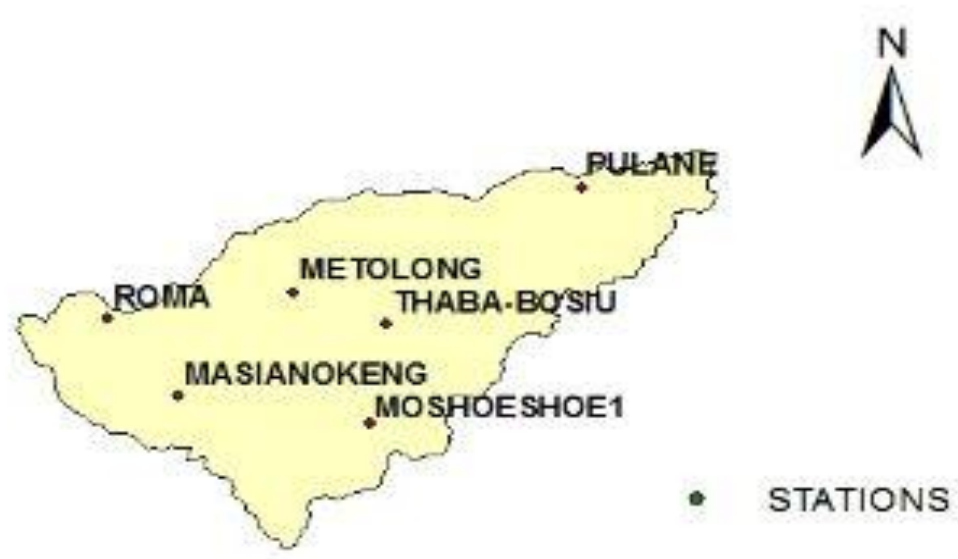 N
PULANE
METOLONG
ROMA
THABA-BOSIU
MASIANOKENG
MOSHOESHOE1
STATIONS